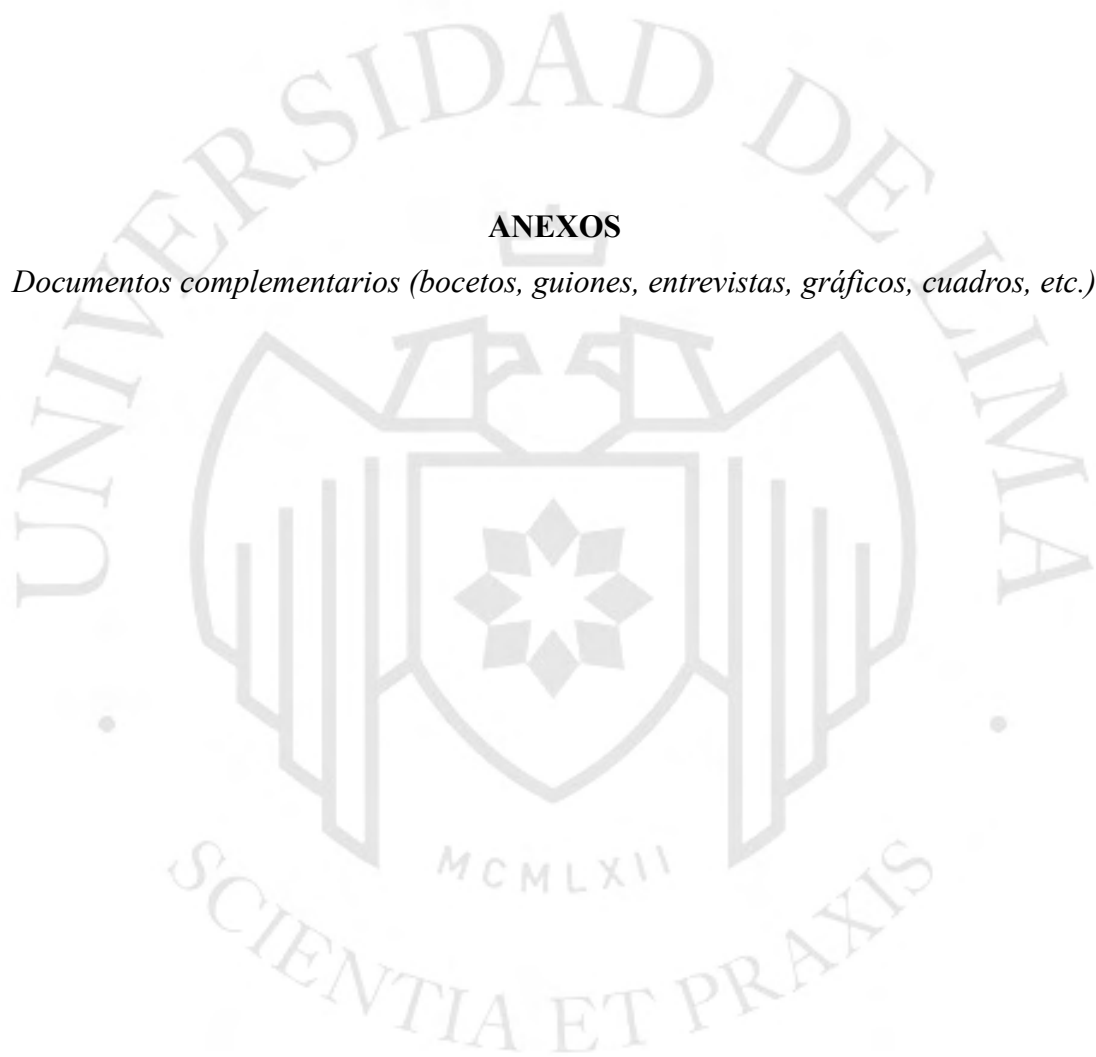 UNIVERSIDAD DE LIMA
ANEXOS
Documentos complementarios (bocetos, guiones, entrevistas, gráficos, cuadros, etc.)
MCMLXII
SCIENTIA ET PRAXIS